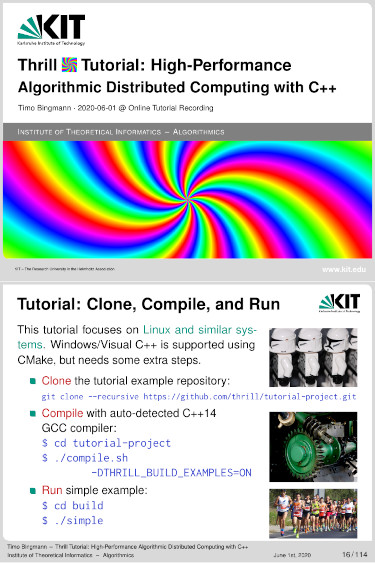 KIT
Karlsruhe Institute of Technology
Thrill Tutorial: High-Performance
Algorithmic Distributed Computing with C++
Timo Bingmann · 2020-06-01 @ Online Tutorial Recording
INSTITUTE OF THEORETICAL INFORMATICS – ALGORITHMICS
KIT – The Research University in the Helmholtz Association
www.kit.edu
Tutorial: Clone, Compile, and Run
KIT
Karlsruhe Institute of Technology
This tutorial focuses on Linux and similar sys-
tems. Windows/Visual C++ is supported using
CMake, but needs some extra steps.
Clone the tutorial example repository:
git clone --recursive https://github.com/thrill/tutorial-project.git
Compile with auto-detected C++14
GCC compiler:
$ cd tutorial-project
$ ./compile.sh
-DTHRILL_BUILD_EXAMPLES=ON
Run simple example:
$ cd build
$ ./simple
Timo Bingmann – Thrill Tutorial: High-Performance Algorithmic Distributed Computing with C++
Institute of Theoretical Informatics – Algorithmics
June 1st, 2020
16 / 114